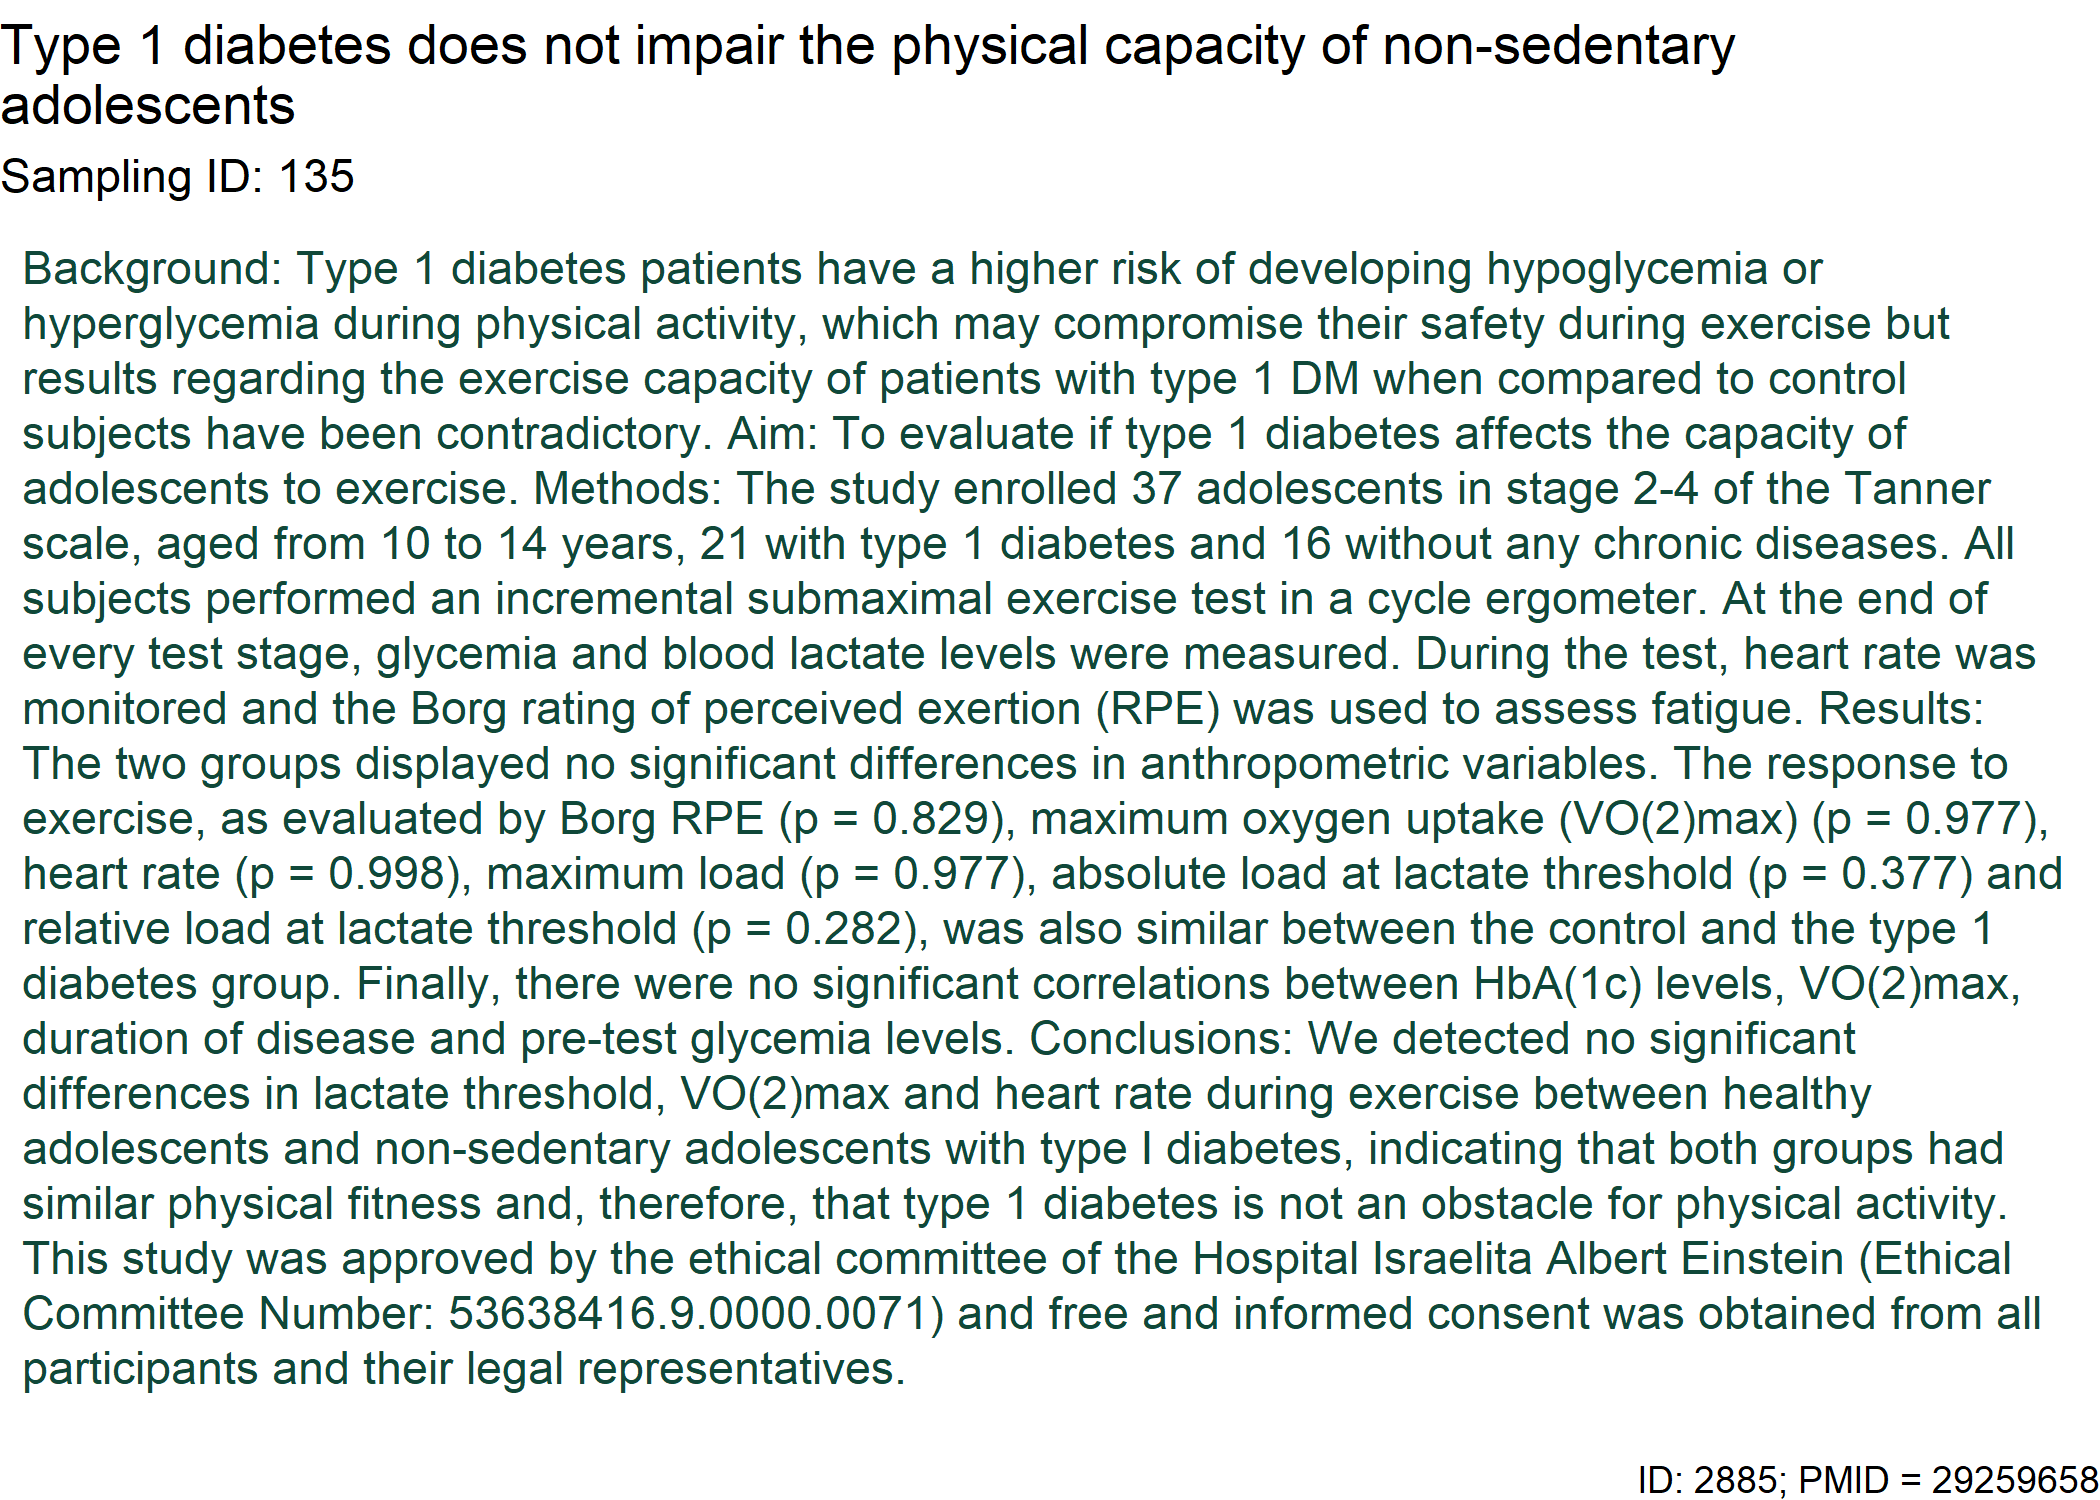 Type 1 diabetes does not impair the physical capacity of non-sedentary
adolescents
Sampling ID: 135
Background: Type 1 diabetes patients have a higher risk of developing hypoglycemia or
hyperglycemia during physical activity, which may compromise their safety during exercise but
results regarding the exercise capacity of patients with type 1 DM when compared to control
subjects have been contradictory. Aim: To evaluate if type 1 diabetes affects the capacity of
adolescents to exercise. Methods: The study enrolled 37 adolescents in stage 2-4 of the Tanner
scale, aged from 10 to 14 years, 21 with type 1 diabetes and 16 without any chronic diseases. All
subjects performed an incremental submaximal exercise test in a cycle ergometer. At the end of
every test stage, glycemia and blood lactate levels were measured. During the test, heart rate was
monitored and the Borg rating of perceived exertion (RPE) was used to assess fatigue. Results:
The two groups displayed no significant differences in anthropometric variables. The response to
exercise, as evaluated by Borg RPE (p = 0.829), maximum oxygen uptake (VO(2)max) (p = 0.977),
heart rate (p = 0.998), maximum load (p = 0.977), absolute load at lactate threshold (p = 0.377) and
relative load at lactate threshold (p = 0.282), was also similar between the control and the type 1
diabetes group. Finally, there were no significant correlations between HbA(1c) levels, VO(2)max,
duration of disease and pre-test glycemia levels. Conclusions: We detected no significant
differences in lactate threshold, VO(2)max and heart rate during exercise between healthy
adolescents and non-sedentary adolescents with type I diabetes, indicating that both groups had
similar physical fitness and, therefore, that type 1 diabetes is not an obstacle for physical activity.
This study was approved by the ethical committee of the Hospital Israelita Albert Einstein (Ethical
Committee Number: 53638416.9.0000.0071) and free and informed consent was obtained from all
participants and their legal representatives.
ID: 2885; PMID = 29259658